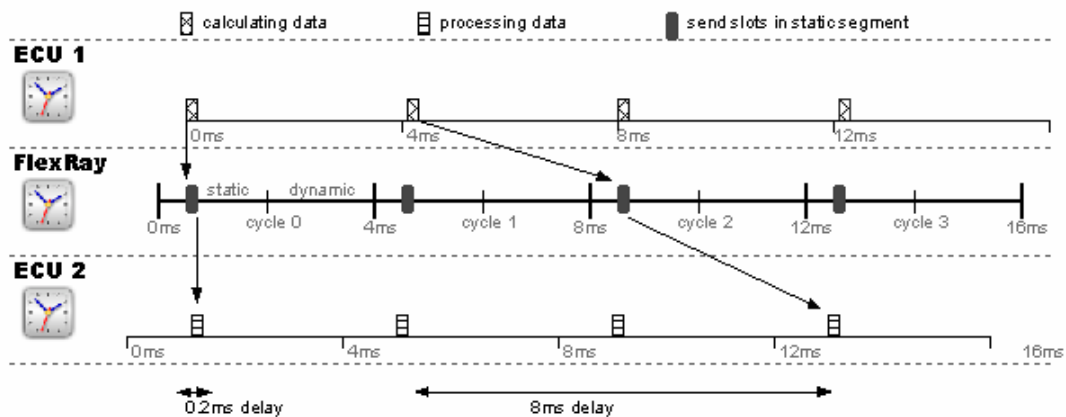 calculating data processing data send slots in static segment
ECU 1
0ms 4ms 8ms 12ms
FlexRay
static dynamic
0ms cycle 0 4ms cycle 1 8ms cycle 2 12ms cycle 3 16ms
ECU 2
0ms 4ms 8ms 12ms 16ms
0.2ms delay 8ms delay